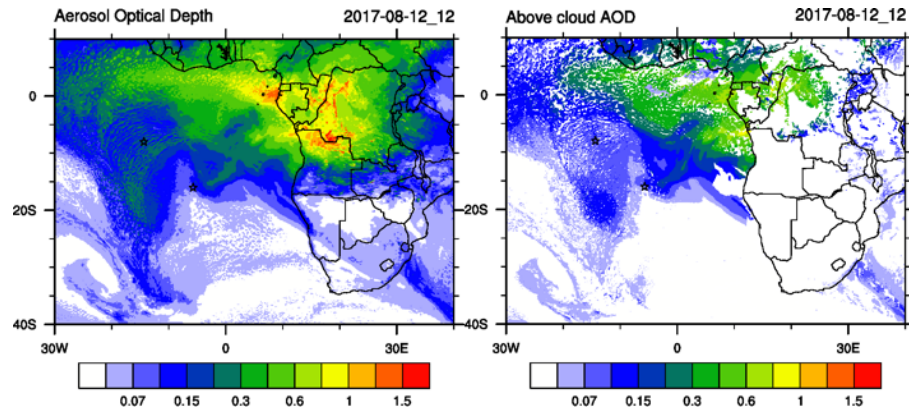 Aerosol Optical Depth 2017-08-12_12
0
20S
40S
30W 0 30E
0.07 0.15 0.3 0.6 1 1.5
Above cloud AOD 2017-08-12_12
0
20S
40S
30W 0 30E
0.07 0.15 0.3 0.6 1 1.5